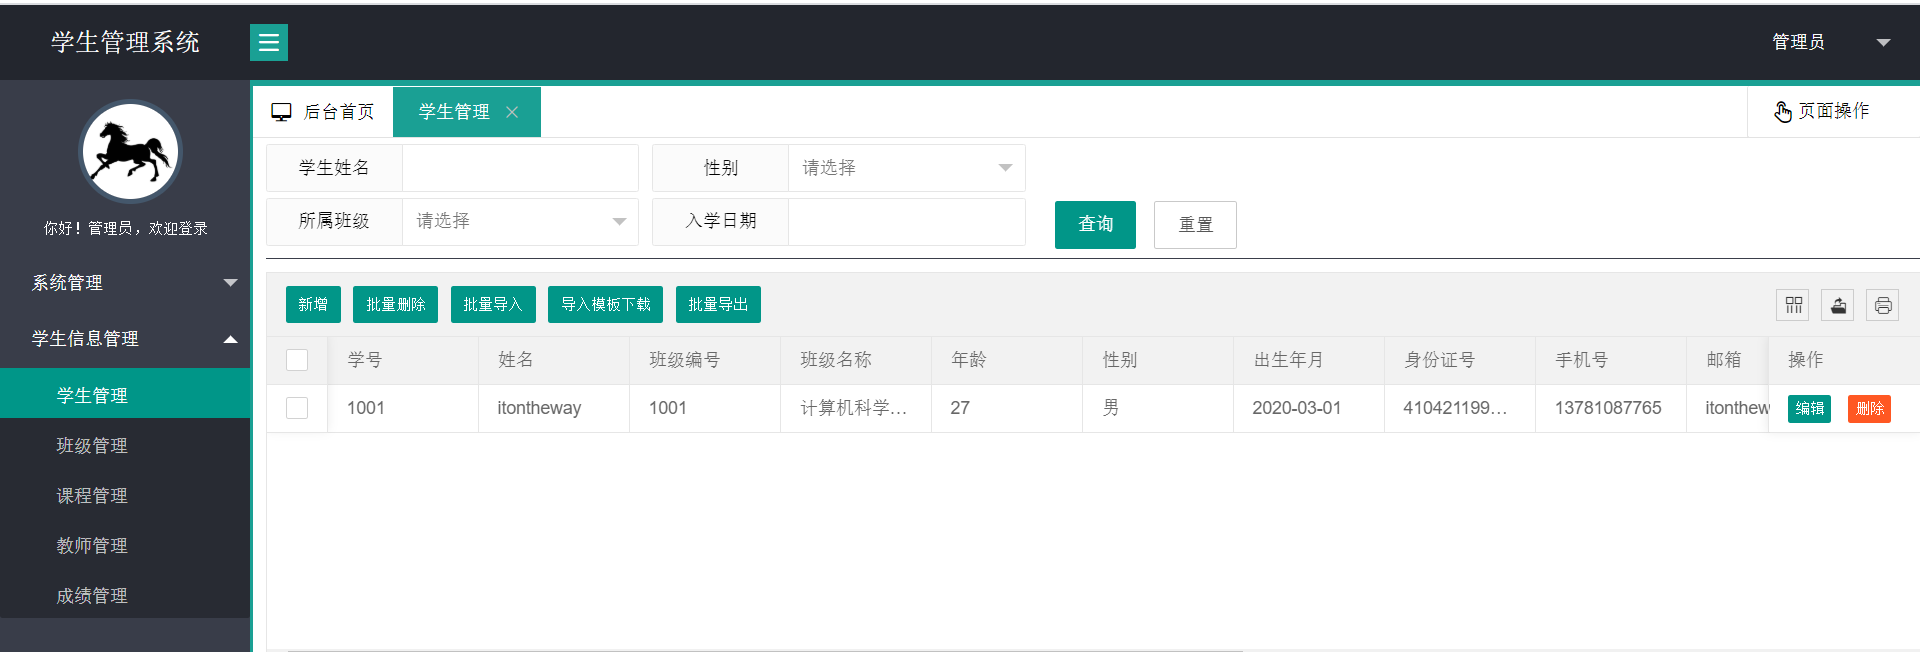 学生管理系统
管理员
你好！管理员，欢迎登录
系统管理
学生信息管理
学生管理
班级管理
课程管理
教师管理
成绩管理
后台首页
学生管理
页面操作
学生姓名
性别 请选择
所属班级 请选择
入学日期
查询 重置
新增 批量删除 批量导入 导入模板下载 批量导出
学号 姓名 班级编号 班级名称 年龄 性别 出生年月 身份证号 手机号 邮箱 操作
1001 itontheway 1001 计算机科学... 27 男 2020-03-01 410421199... 13781087765 itonthew 编辑 删除